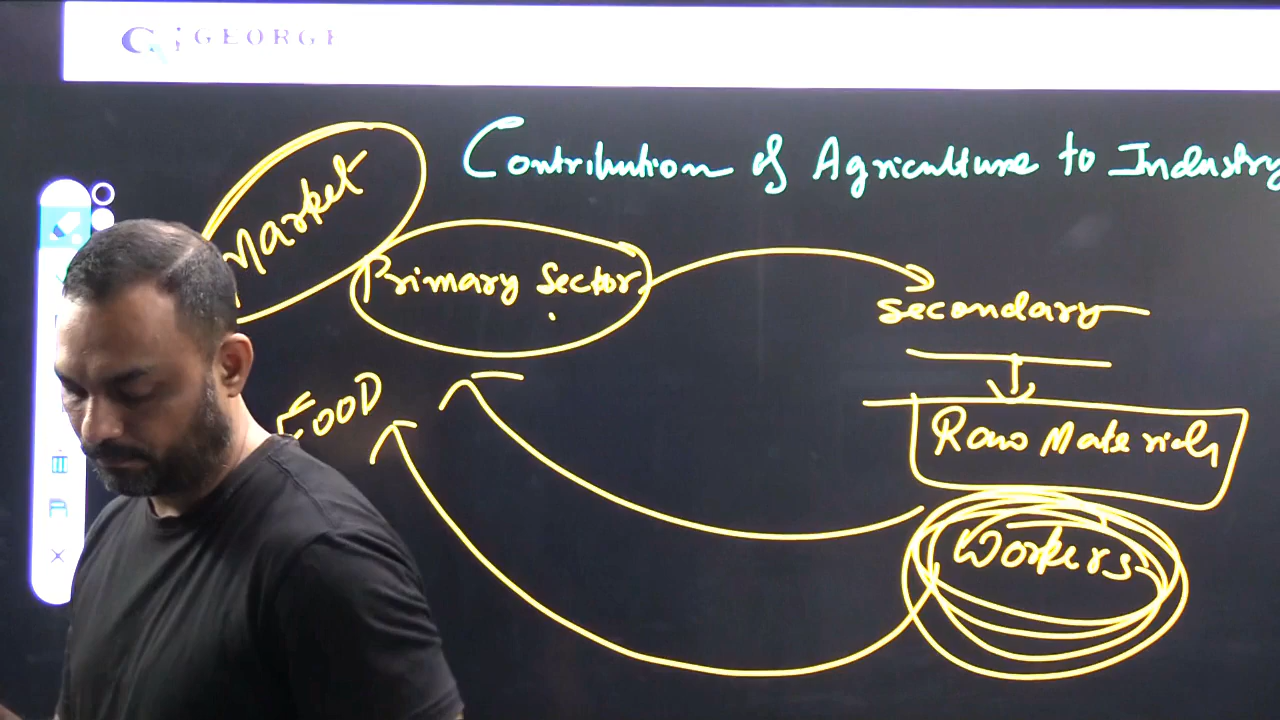 GEORGE
Contribution of Agriculture to Industry
Market
Primary Sector
secondary
FOOD
Raw Materials
Workers